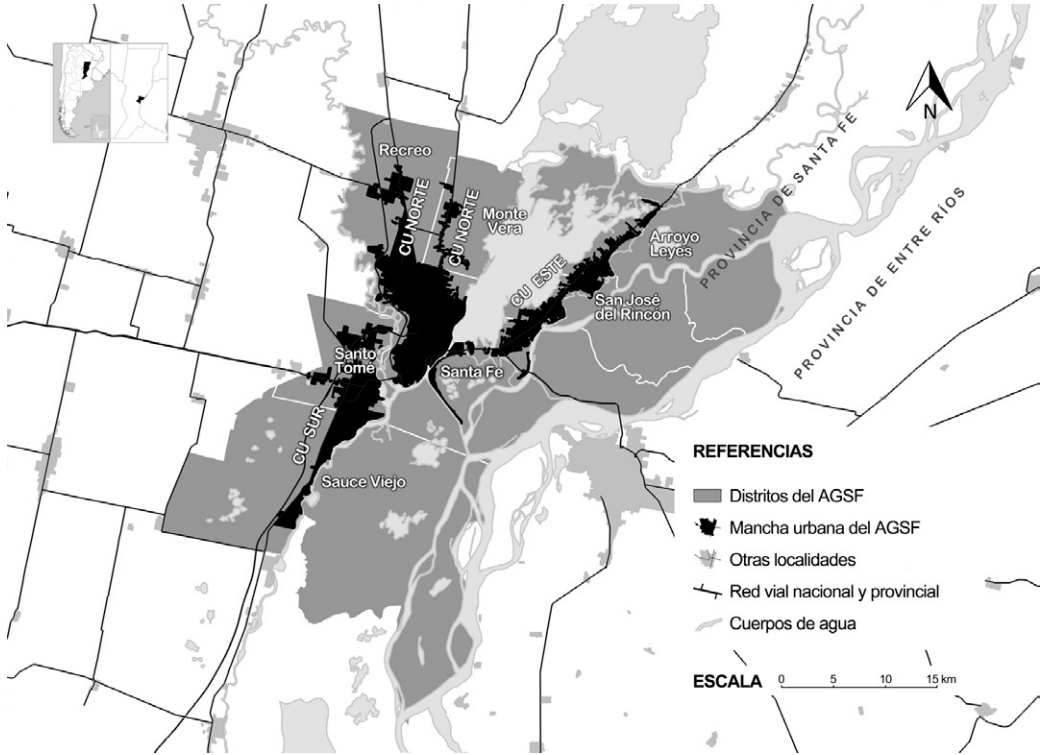 N
Recreo
CU NORTE
CU NORTE
Monte
Vera
CU ESTE
Arroyo
Leyes
San José
del Rincón
Santo
Tome
Santa Fe
CU SUR
Sauce Viejo
PROVINCIA DE SANTA FE
PROVINCIA DE ENTRE RÍOS
REFERENCIAS
Distritos del AGSF
Mancha urbana del AGSF
Otras localidades
Red vial nacional y provincial
Cuerpos de agua
ESCALA 0 5 10 15 km